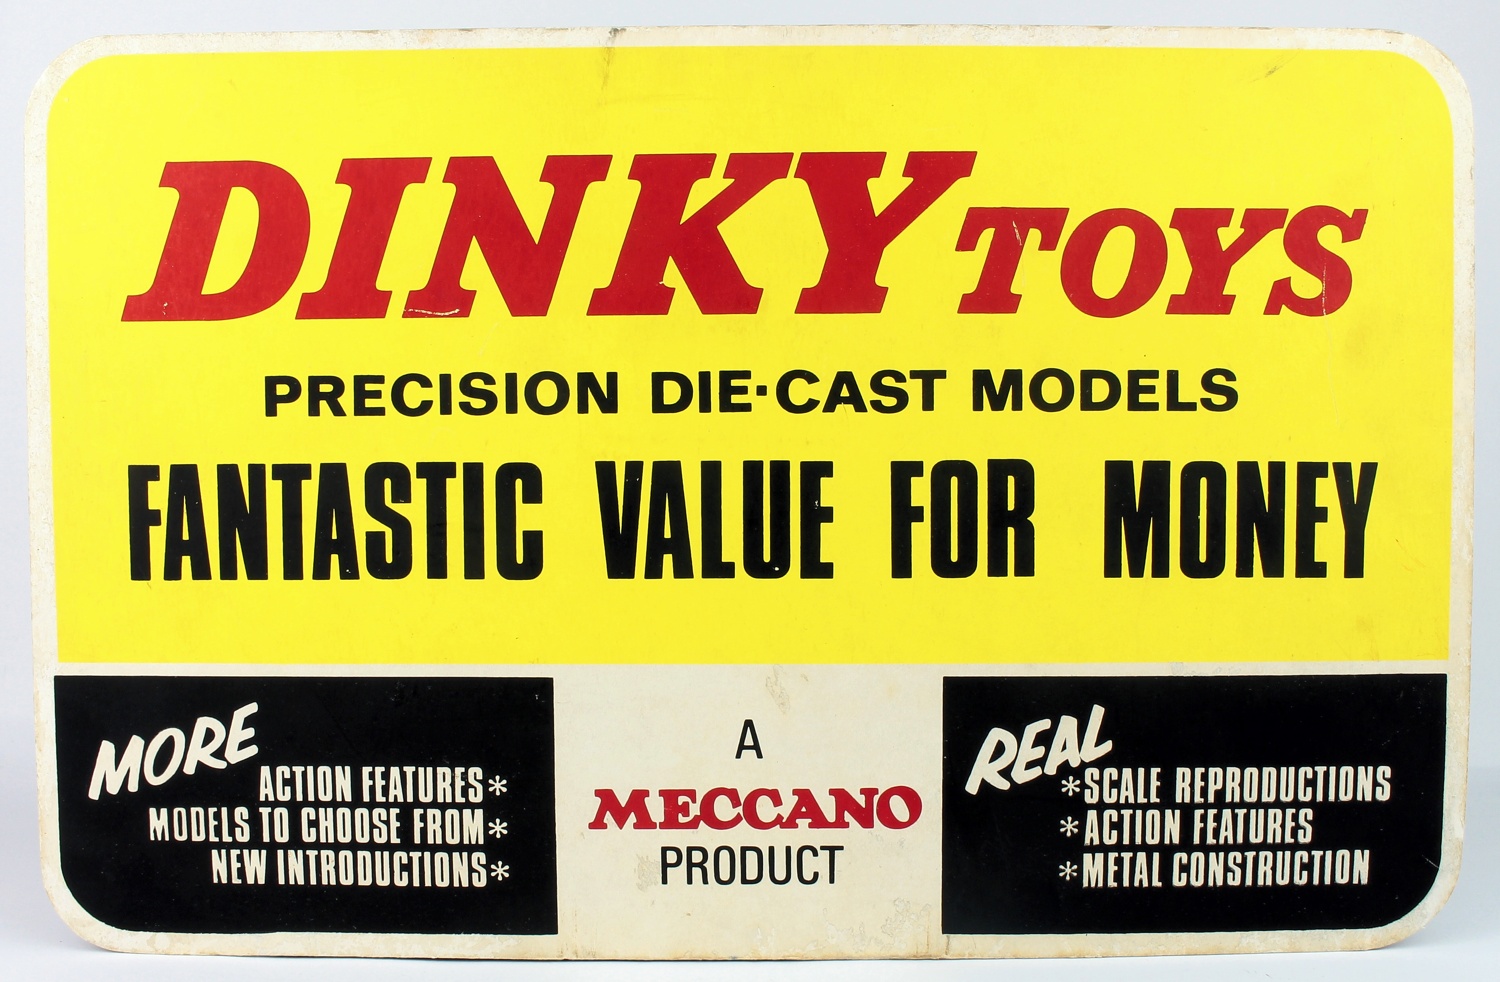 DINKY TOYS
PRECISION DIE·CAST MODELS
FANTASTIC VALUE FOR MONEY
MORE
ACTION FEATURES*
MODELS TO CHOOSE FROM*
NEW INTRODUCTIONS*
A
MECCANO
PRODUCT
REAL
*SCALE REPRODUCTIONS
*ACTION FEATURES
*METAL CONSTRUCTION